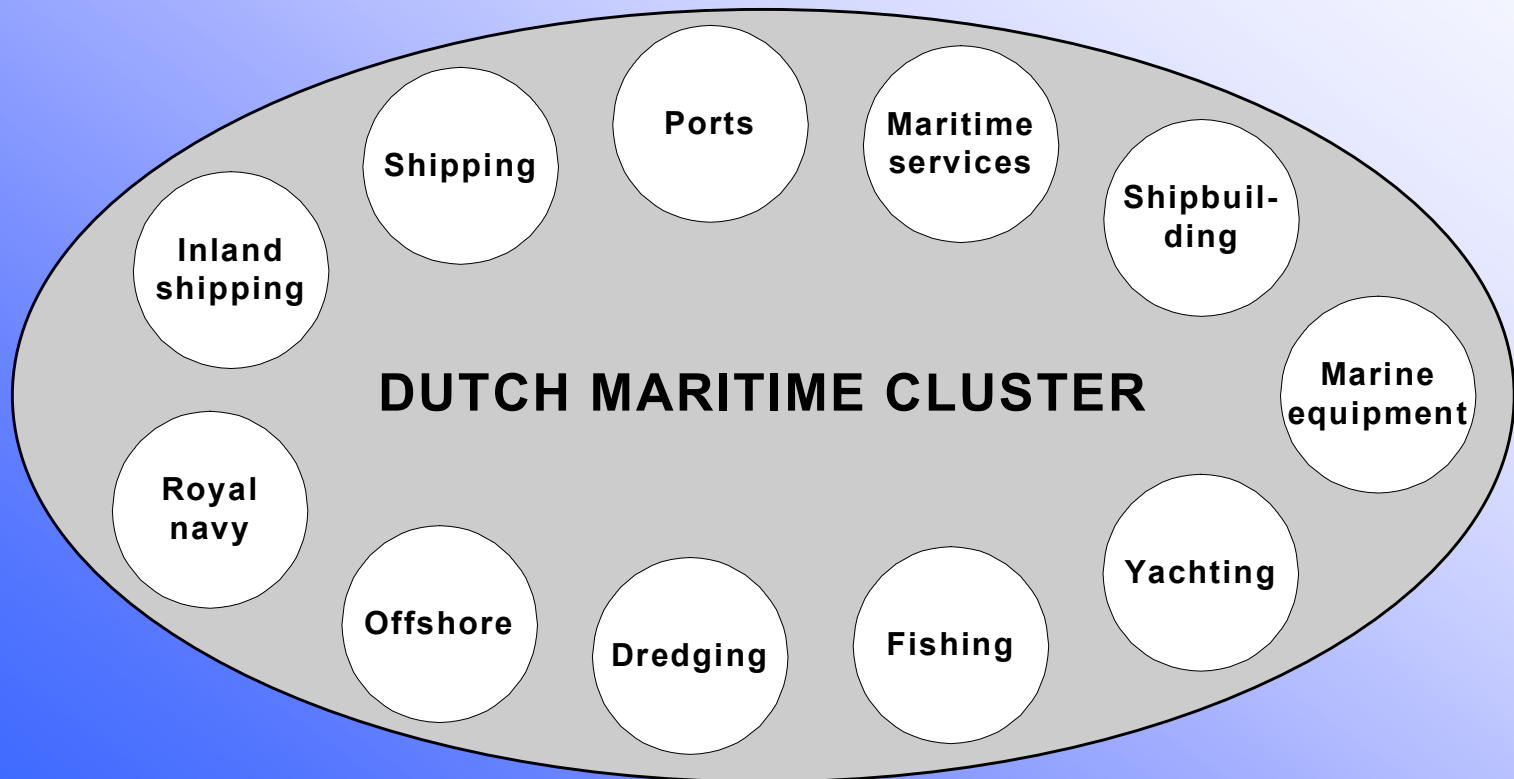 Ports
Maritime
services
Shipping
Shipbuil-
ding
Inland
shipping
DUTCH MARITIME CLUSTER
Marine
equipment
Royal
navy
Yachting
Offshore
Dredging
Fishing